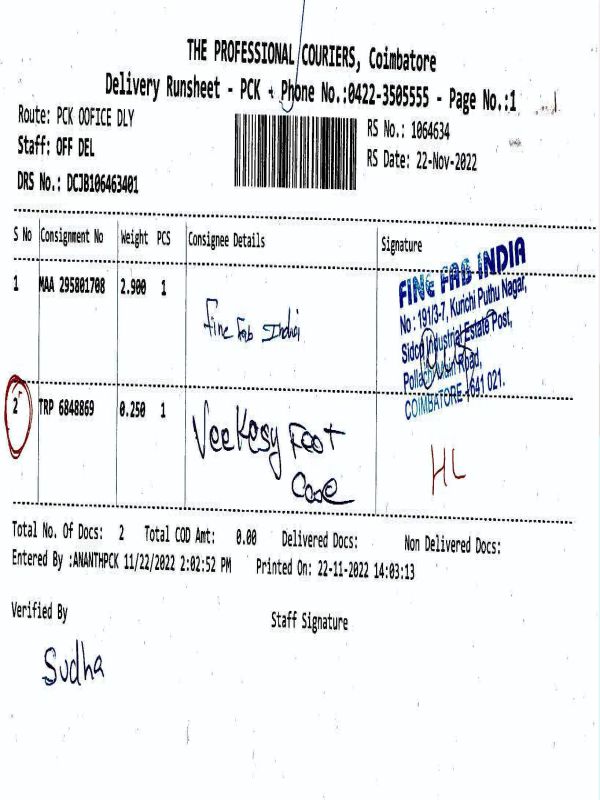 THE PROFESSIONAL COURIERS, Coimbatore
Delivery Runsheet - PCK - Phone No.:0422-3505555 - Page No.:1
Route: PCK OOFICE DLY
RS No.: 1064634
Staff: OFF DEL
RS Date: 22-Nov-2022
DRS No.: DCJB106463401
S No Consignment No Weight PCS Consignee Details Signature
1 MAA 295801708 2.900 1 Fine Fab India
FINE FAB INDIA
No : 191/3-7, Kurichi Puthu Nagar,
Sidco Industrial Estate Post,
Pollachi Main Road,
COIMBATORE - 641 021.
2 TRP 6848869 0.250 1 Veekesy Foot
Care
HL
Total No. Of Docs: 2 Total COD Amt: 0.00 Delivered Docs: Non Delivered Docs:
Entered By :ANANTHPCK 11/22/2022 2:02:52 PM Printed On: 22-11-2022 14:03:13
Verified By Staff Signature
Sudha